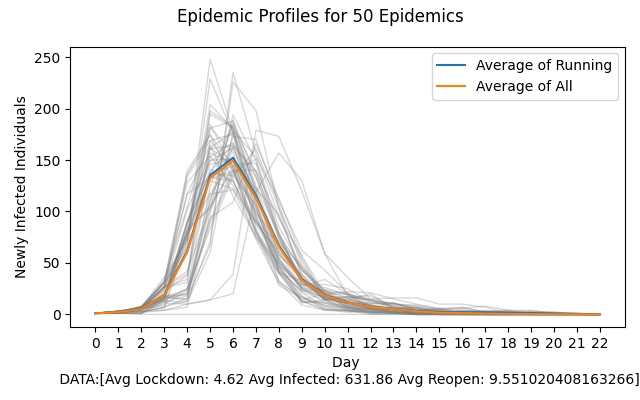 Epidemic Profiles for 50 Epidemics
Average of Running
Average of All
Newly Infected Individuals
250
200
150
100
50
0
0 1 2 3 4 5 6 7 8 9 10 11 12 13 14 15 16 17 18 19 20 21 22
Day
DATA:[Avg Lockdown: 4.62 Avg Infected: 631.86 Avg Reopen: 9.551020408163266]